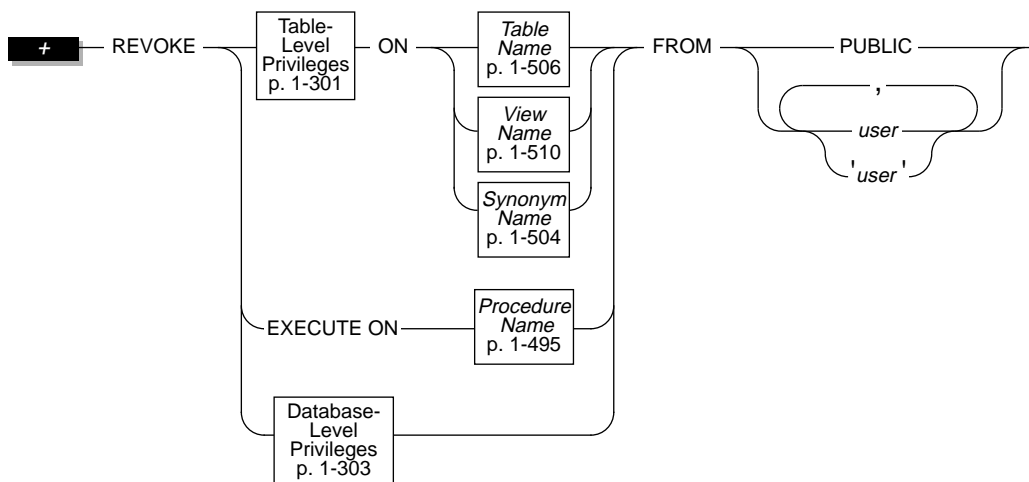 + REVOKE
Table-
Level
Privileges
p. 1-301
ON
Table
Name
p. 1-506
View
Name
p. 1-510
Synonym
Name
p. 1-504
EXECUTE ON
Procedure
Name
p. 1-495
Database-
Level
Privileges
p. 1-303
FROM
PUBLIC
,
user
'user'